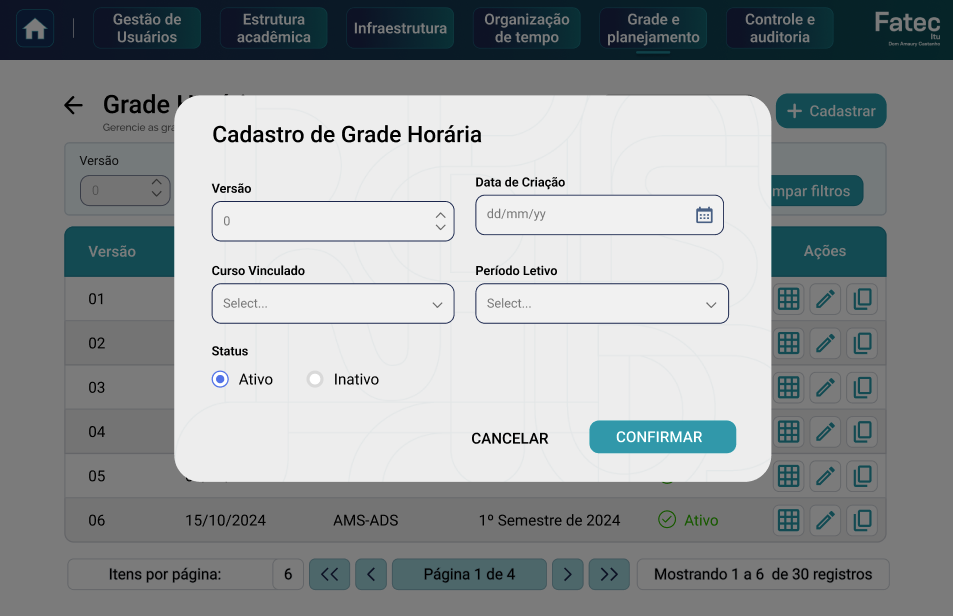 Gestão de
Usuários
Estrutura
acadêmica
Infraestrutura
Organização
de tempo
Grade e
planejamento
Controle e
auditoria
Fatec
Itu
Dom Amaury Castanho
Grade
Gerencie as
Cadastrar
Versão
0
filtros
Versão
Ações
01
02
03
04
05
06 15/10/2024 AMS-ADS 1º Semestre de 2024 Ativo
Cadastro de Grade Horária
Versão
0
Data de Criação
dd/mm/yy
Curso Vinculado
Select...
Período Letivo
Select...
Status
Ativo
Inativo
CANCELAR
CONFIRMAR
Itens por página: 6 << < Página 1 de 4 > >> Mostrando 1 a 6 de 30 registros